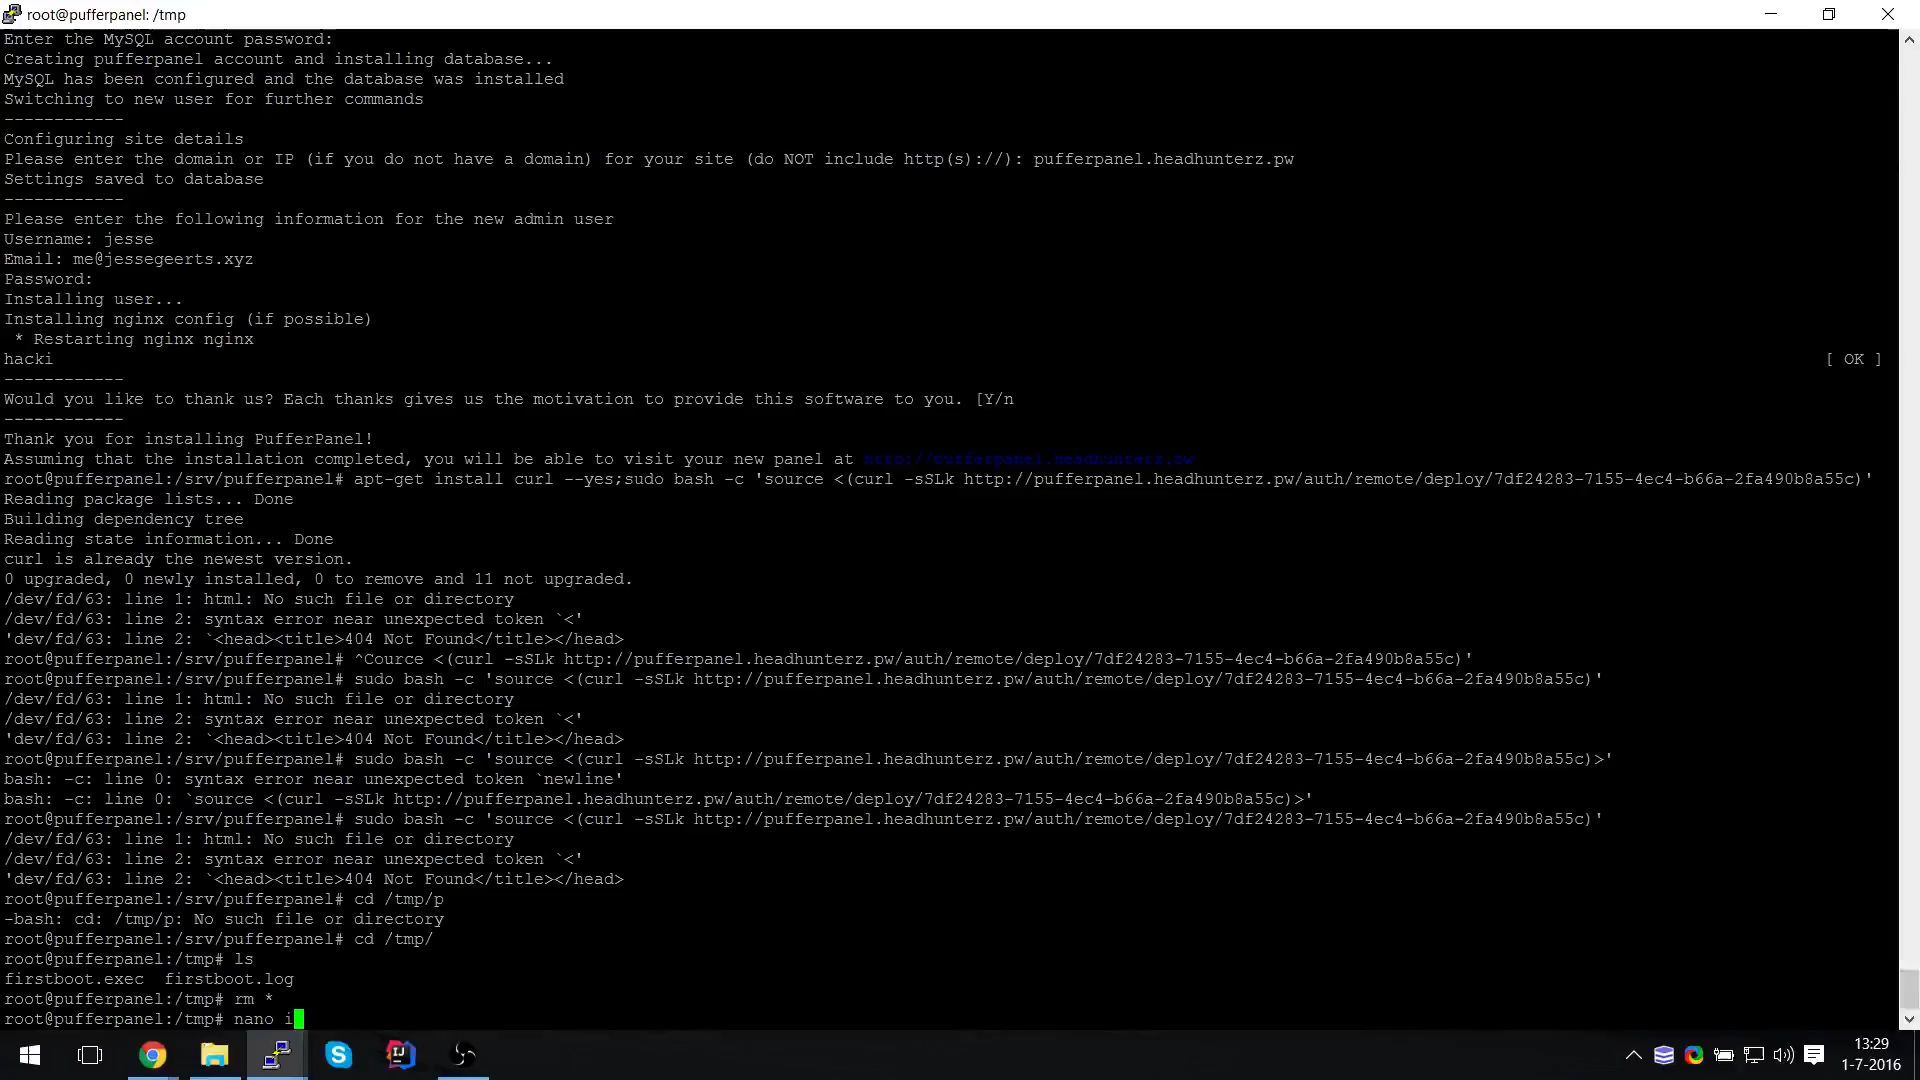 root@pufferpanel: /tmp
Enter the MySQL account password:
Creating pufferpanel account and installing database...
MySQL has been configured and the database was installed
Switching to new user for further commands
------------
Configuring site details
Please enter the domain or IP (if you do not have a domain) for your site (do NOT include http(s)://): pufferpanel.headhunterz.pw
Settings saved to database
------------
Please enter the following information for the new admin user
Username: jesse
Email: me@jessegeerts.xyz
Password:
Installing user...
Installing nginx config (if possible)
 * Restarting nginx nginx
hacki [ OK ]
------------
Would you like to thank us? Each thanks gives us the motivation to provide this software to you. [Y/n
------------
Thank you for installing PufferPanel!
Assuming that the installation completed, you will be able to visit your new panel at http://pufferpanel.headhunterz.pw
root@pufferpanel:/srv/pufferpanel# apt-get install curl --yes;sudo bash -c 'source <(curl -sSLk http://pufferpanel.headhunterz.pw/auth/remote/deploy/7df24283-7155-4ec4-b66a-2fa490b8a55c)'
Reading package lists... Done
Building dependency tree
Reading state information... Done
curl is already the newest version.
0 upgraded, 0 newly installed, 0 to remove and 11 not upgraded.
/dev/fd/63: line 1: html: No such file or directory
/dev/fd/63: line 2: syntax error near unexpected token `<'
'dev/fd/63: line 2: `<head><title>404 Not Found</title></head>
root@pufferpanel:/srv/pufferpanel# ^Cource <(curl -sSLk http://pufferpanel.headhunterz.pw/auth/remote/deploy/7df24283-7155-4ec4-b66a-2fa490b8a55c)'
root@pufferpanel:/srv/pufferpanel# sudo bash -c 'source <(curl -sSLk http://pufferpanel.headhunterz.pw/auth/remote/deploy/7df24283-7155-4ec4-b66a-2fa490b8a55c)'
/dev/fd/63: line 1: html: No such file or directory
/dev/fd/63: line 2: syntax error near unexpected token `<'
'dev/fd/63: line 2: `<head><title>404 Not Found</title></head>
root@pufferpanel:/srv/pufferpanel# sudo bash -c 'source <(curl -sSLk http://pufferpanel.headhunterz.pw/auth/remote/deploy/7df24283-7155-4ec4-b66a-2fa490b8a55c)>'
bash: -c: line 0: syntax error near unexpected token `newline'
bash: -c: line 0: `source <(curl -sSLk http://pufferpanel.headhunterz.pw/auth/remote/deploy/7df24283-7155-4ec4-b66a-2fa490b8a55c)>'
root@pufferpanel:/srv/pufferpanel# sudo bash -c 'source <(curl -sSLk http://pufferpanel.headhunterz.pw/auth/remote/deploy/7df24283-7155-4ec4-b66a-2fa490b8a55c)'
/dev/fd/63: line 1: html: No such file or directory
/dev/fd/63: line 2: syntax error near unexpected token `<'
'dev/fd/63: line 2: `<head><title>404 Not Found</title></head>
root@pufferpanel:/srv/pufferpanel# cd /tmp/p
-bash: cd: /tmp/p: No such file or directory
root@pufferpanel:/srv/pufferpanel# cd /tmp/
root@pufferpanel:/tmp# ls
firstboot.exec  firstboot.log
root@pufferpanel:/tmp# rm *
root@pufferpanel:/tmp# nano i
13:29
1-7-2016